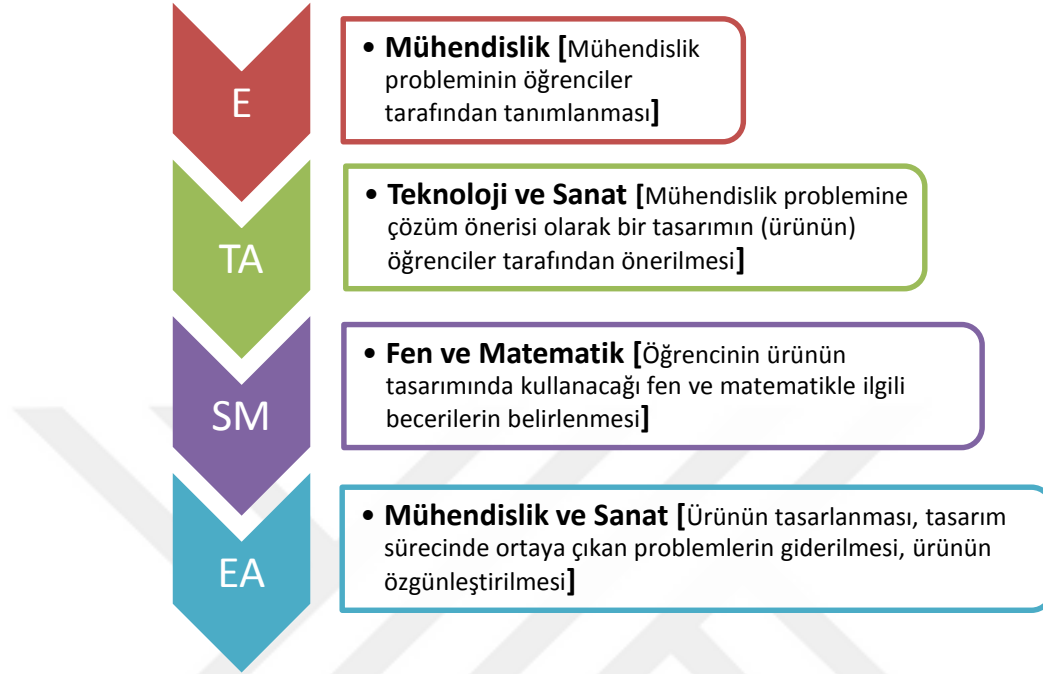 E
• Mühendislik [Mühendislik
probleminin öğrenciler
tarafından tanımlanması]
TA
• Teknoloji ve Sanat [Mühendislik problemine
çözüm önerisi olarak bir tasarımın (ürünün)
öğrenciler tarafından önerilmesi]
SM
• Fen ve Matematik [Öğrencinin ürünün
tasarımında kullanacağı fen ve matematikle ilgili
becerilerin belirlenmesi]
EA
• Mühendislik ve Sanat [Ürünün tasarlanması, tasarım
sürecinde ortaya çıkan problemlerin giderilmesi, ürünün
özgünleştirilmesi]